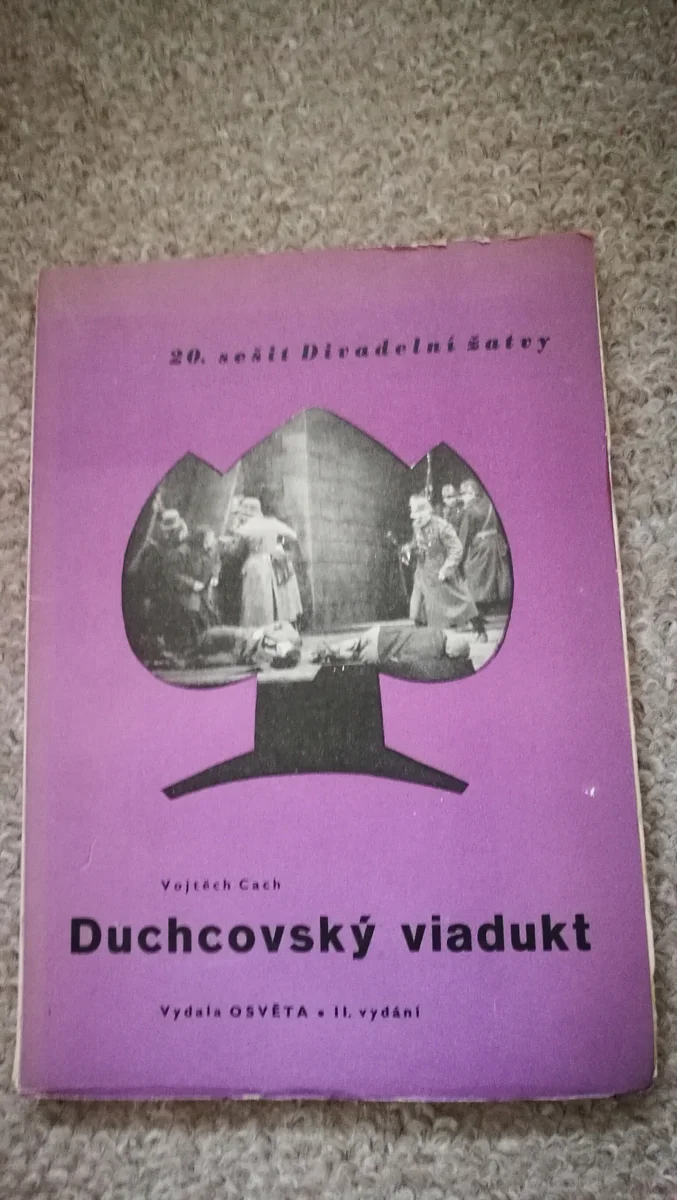 20. sešit Divadelní žatvy
Vojtěch Cach
Duchcovský viadukt
Vydala OSVĚTA • II. vydání